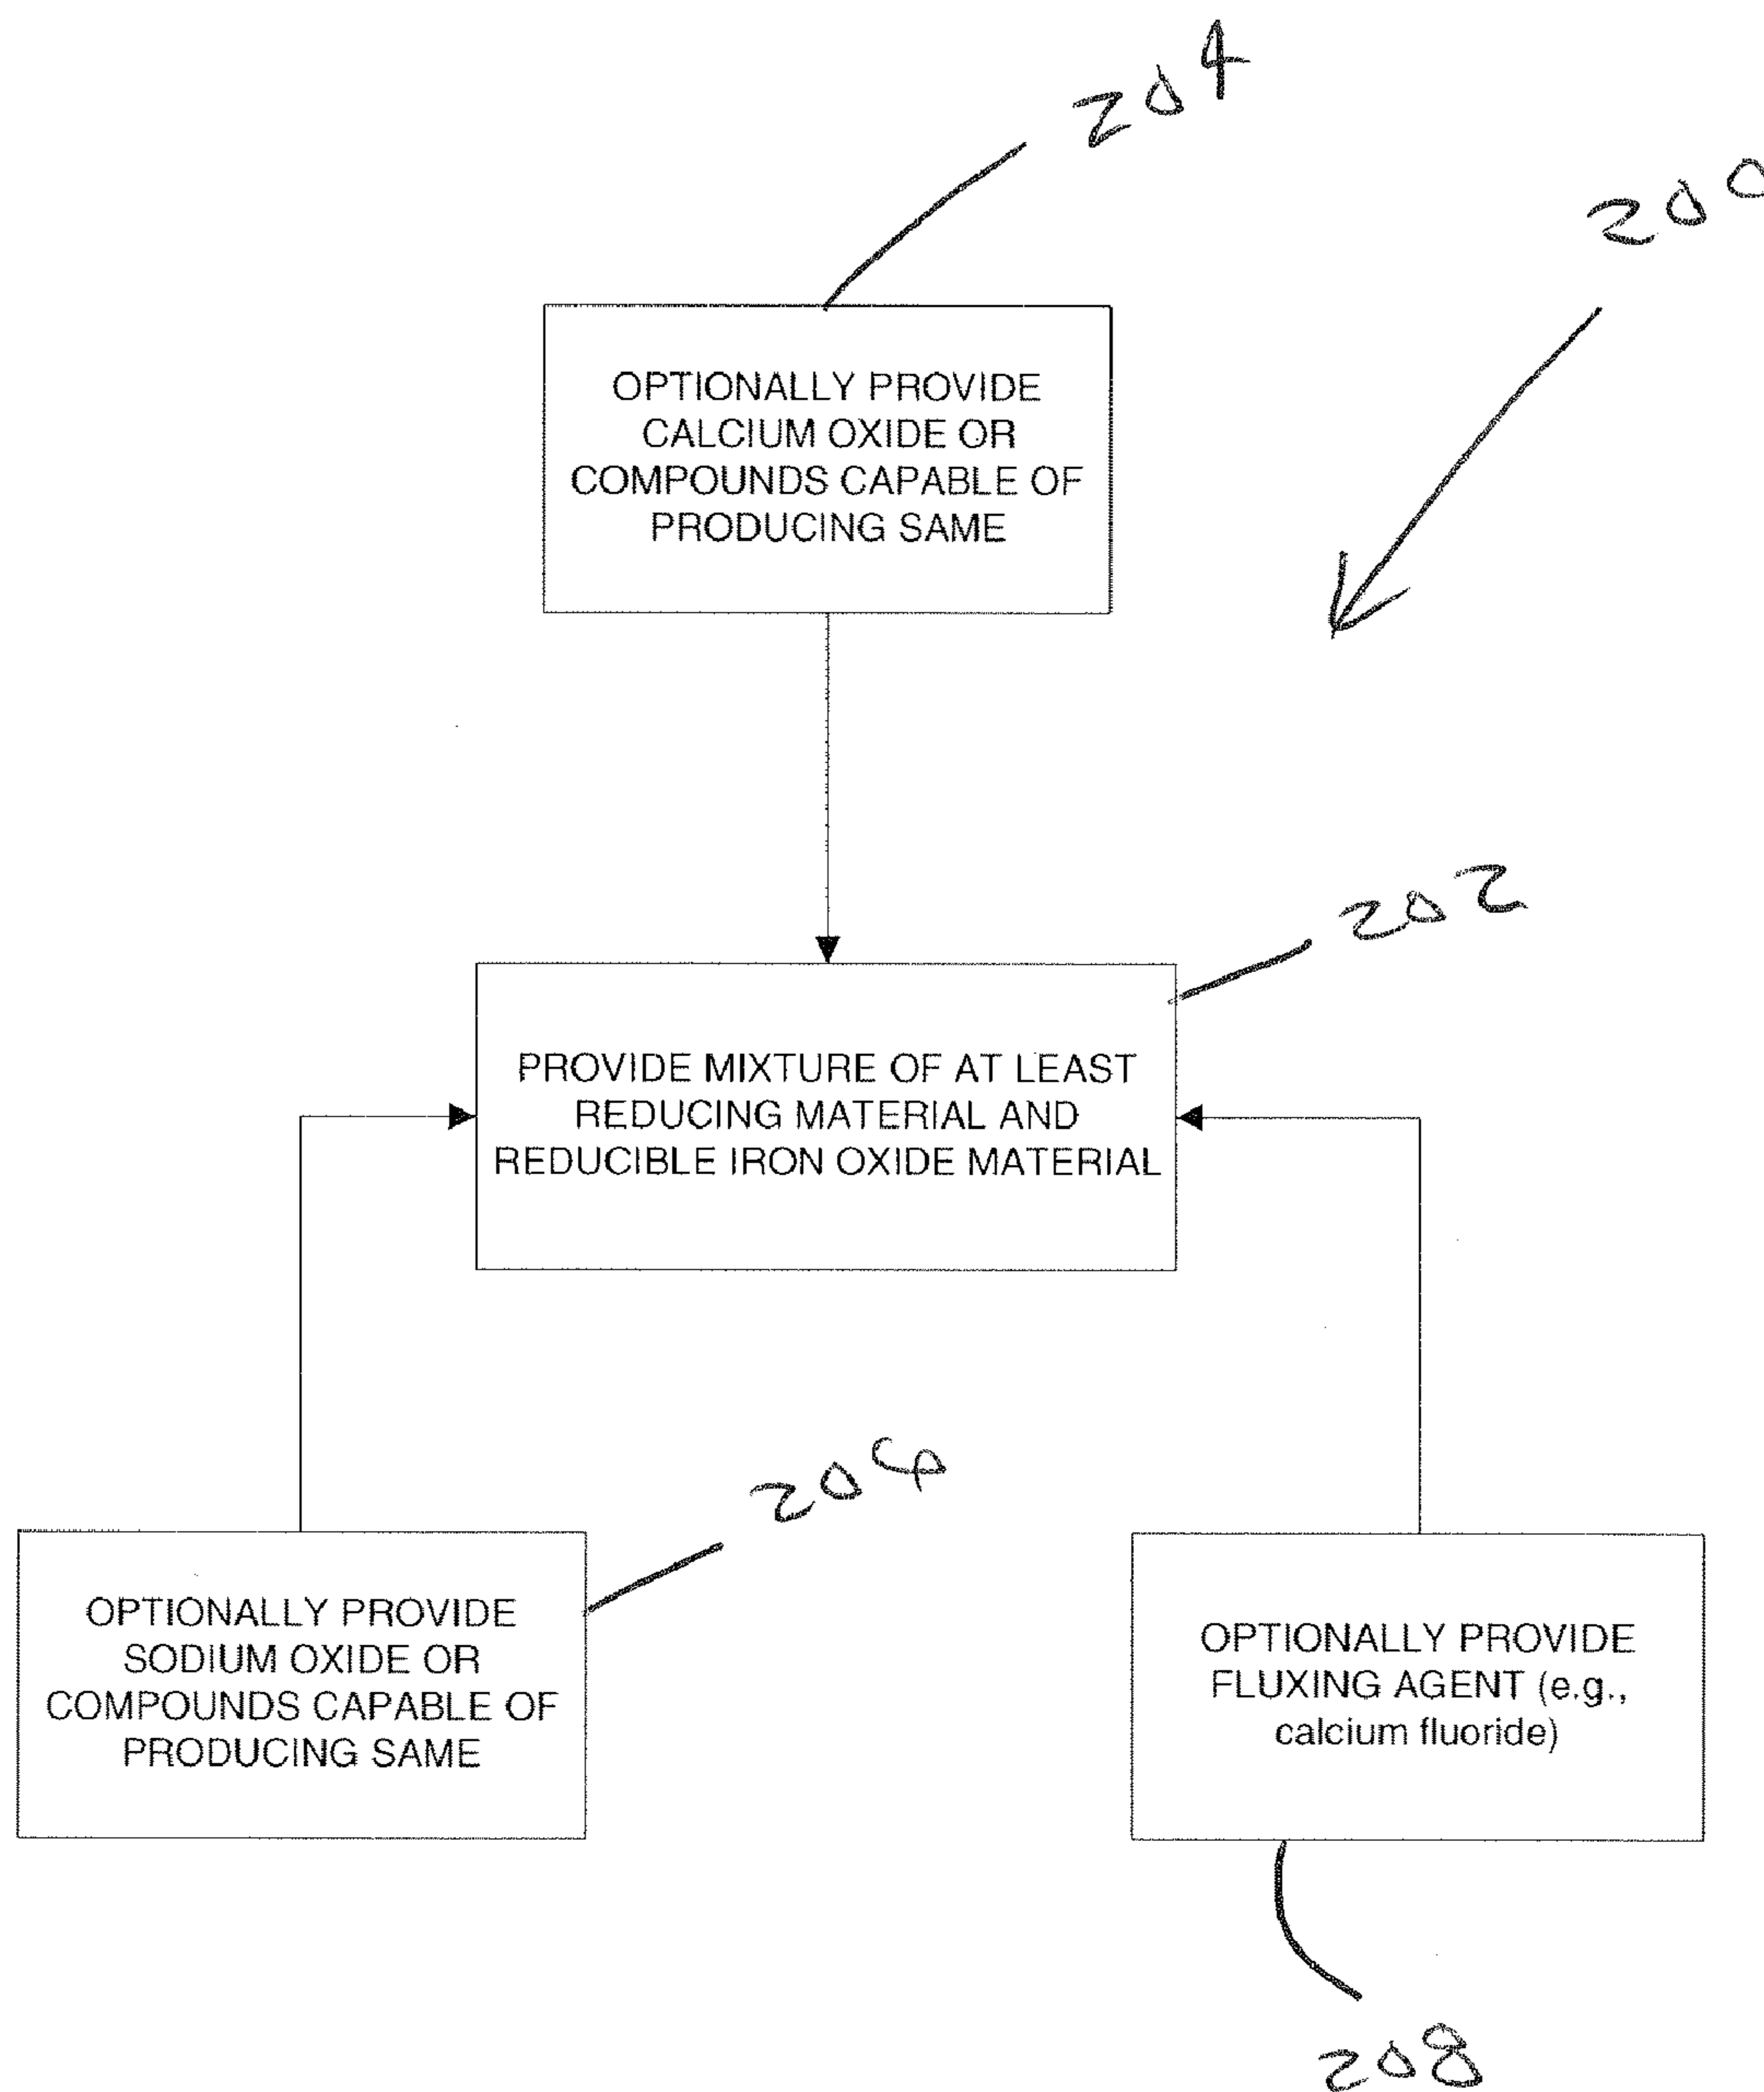 204
200
OPTIONALLY PROVIDE
CALCIUM OXIDE OR
COMPOUNDS CAPABLE OF
PRODUCING SAME
202
PROVIDE MIXTURE OF AT LEAST
REDUCING MATERIAL AND
REDUCIBLE IRON OXIDE MATERIAL
206
OPTIONALLY PROVIDE
SODIUM OXIDE OR
COMPOUNDS CAPABLE OF
PRODUCING SAME
OPTIONALLY PROVIDE
FLUXING AGENT (e.g.,
calcium fluoride)
208